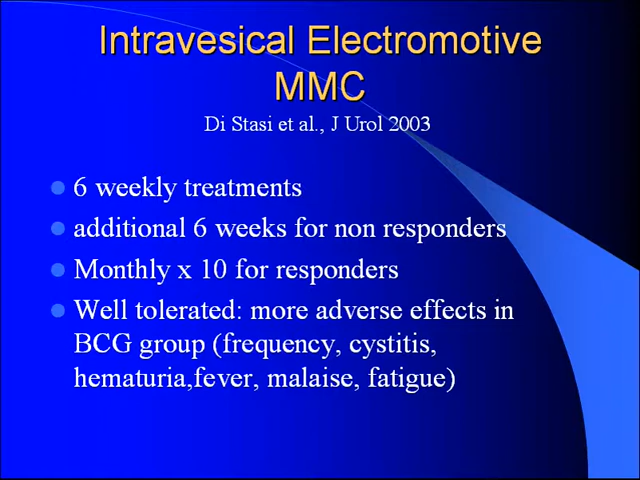 Intravesical Electromotive
MMC
Di Stasi et al., J Urol 2003
6 weekly treatments
additional 6 weeks for non responders
Monthly x 10 for responders
Well tolerated: more adverse effects in
BCG group (frequency, cystitis,
hematuria,fever, malaise, fatigue)